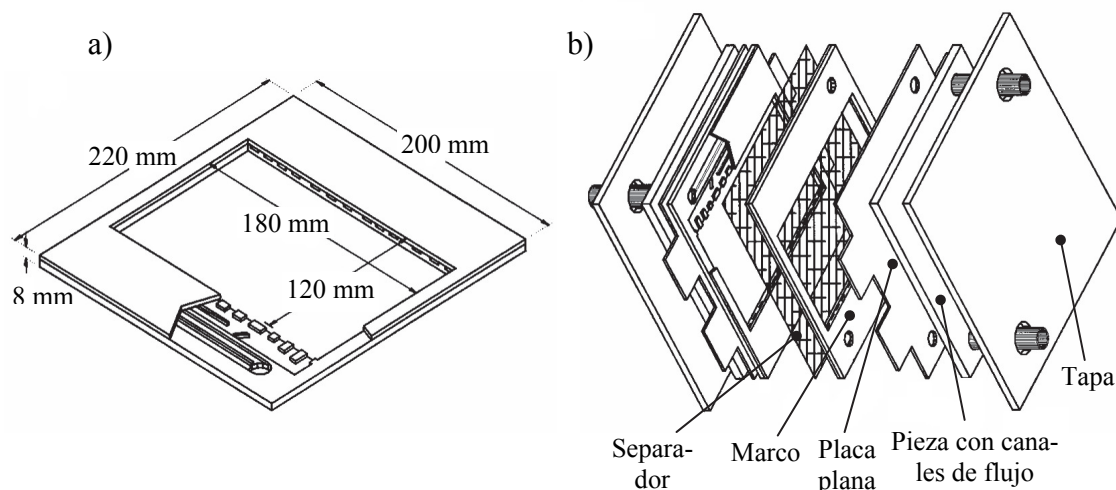 a)
220 mm
200 mm
180 mm
120 mm
8 mm
b)
Separa-
dor
Marco
Placa
plana
Pieza con cana-
les de flujo
Tapa